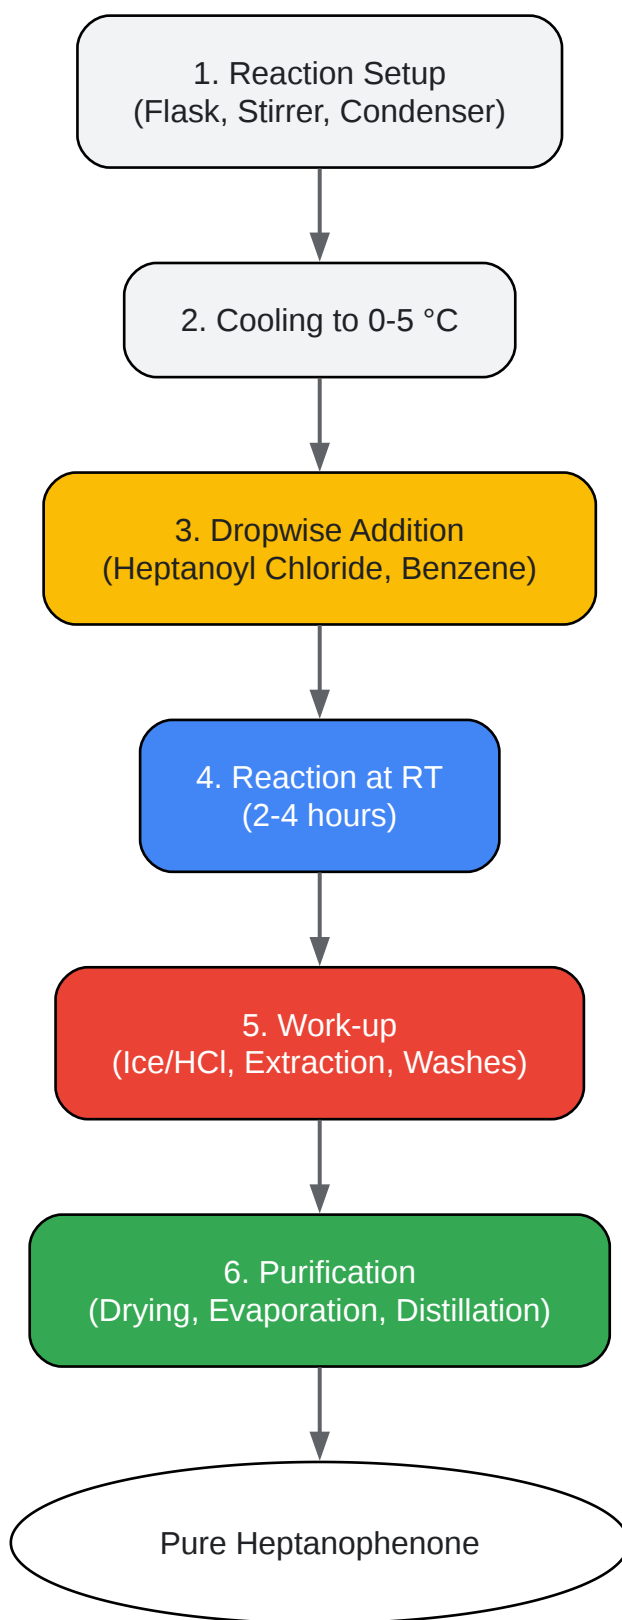 1. Reaction Setup
(Flask, Stirrer, Condenser)
2. Cooling to 0-5 °C
3. Dropwise Addition
(Heptanoyl Chloride, Benzene)
4. Reaction at RT
(2-4 hours)
5. Work-up
(Ice/HCl, Extraction, Washes)
6. Purification
(Drying, Evaporation, Distillation)
Pure Heptanophenone